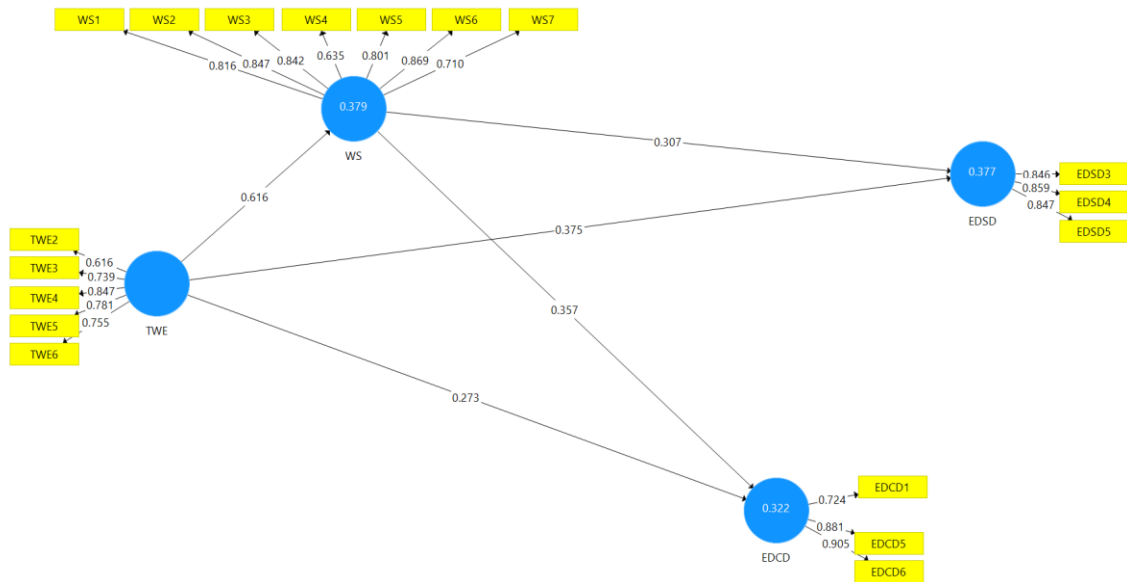 WS1 WS2 WS3 WS4 WS5 WS6 WS7
0.816 0.847 0.842 0.635 0.801 0.869 0.710
0.379
WS
0.307
0.377
EDSD
0.846 EDSD3
0.859 EDSD4
0.847 EDSD5
0.616
0.375
TWE2 0.616
TWE3 0.739
TWE4 0.847
TWE5 0.781
TWE6 0.755
TWE
0.357
0.273
0.322
EDCD
0.724 EDCD1
0.881 EDCD5
0.905 EDCD6